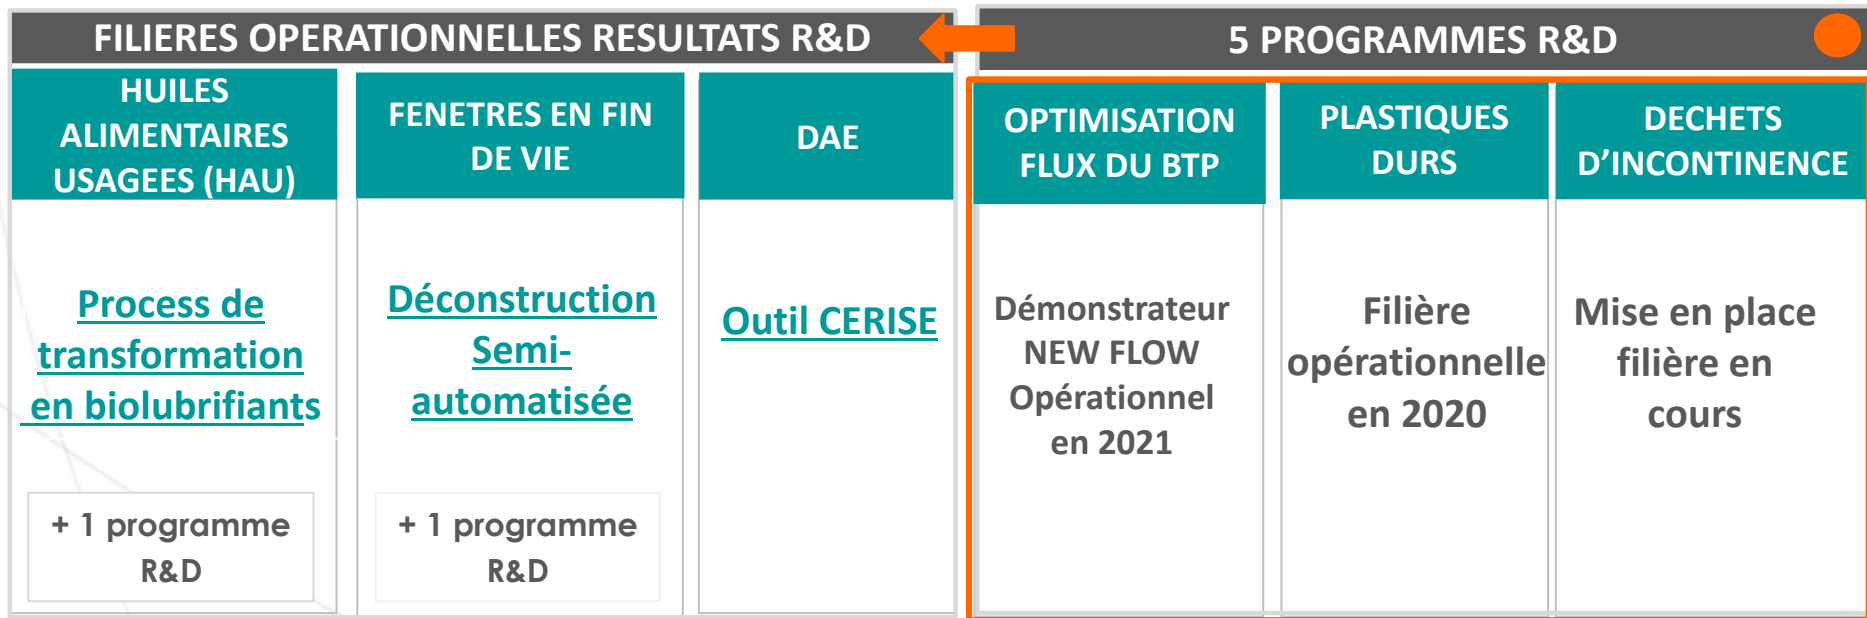 FILIERES OPERATIONNELLES RESULTATS R&D
5 PROGRAMMES R&D
HUILES
ALIMENTAIRES
USAGEES (HAU)
Process de
transformation
en biolubrifiants
+ 1 programme
R&D
FENETRES EN FIN
DE VIE
Déconstruction
Semi-
automatisée
+ 1 programme
R&D
DAE
Outil CERISE
OPTIMISATION
FLUX DU BTP
Démonstrateur
NEW FLOW
Opérationnel
en 2021
PLASTIQUES
DURS
Filière
opérationnelle
en 2020
DECHETS
D’INCONTINENCE
Mise en place
filière en
cours